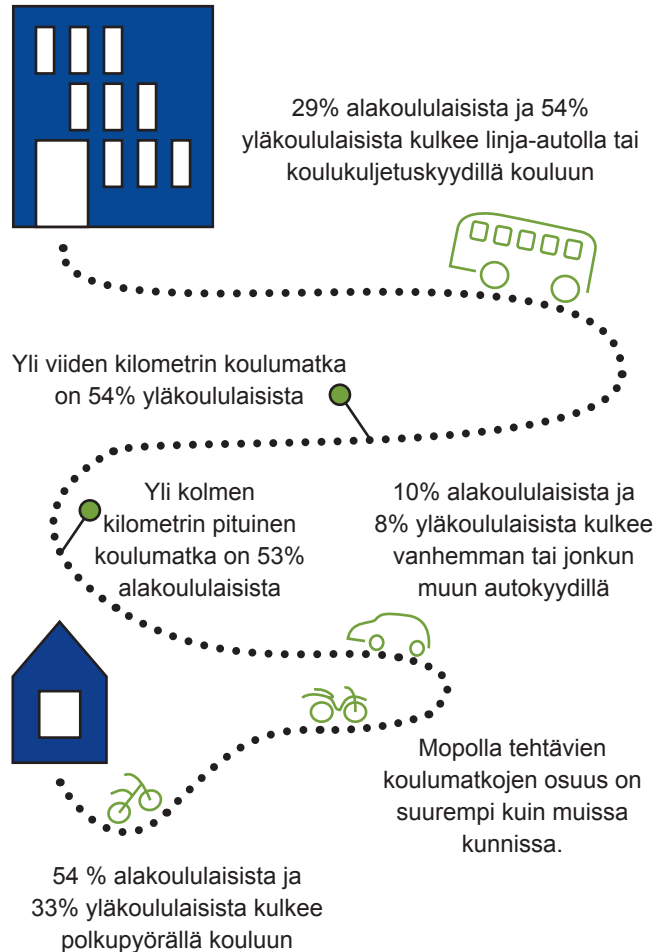 29% alakoululaisista ja 54%
yläkoululaisista kulkee linja-autolla tai
koulukuljetuskyydillä kouluun
Yli viiden kilometrin koulumatka
on 54% yläkoululaisista
Yli kolmen
kilometrin pituinen
koulumatka on 53%
alakoululaisista
10% alakoululaisista ja
8% yläkoululaisista kulkee
vanhemman tai jonkun
muun autokyydillä
Mopolla tehtävien
koulumatkojen osuus on
suurempi kuin muissa
kunnissa.
54 % alakoululaisista ja
33% yläkoululaisista kulkee
polkupyörällä kouluun